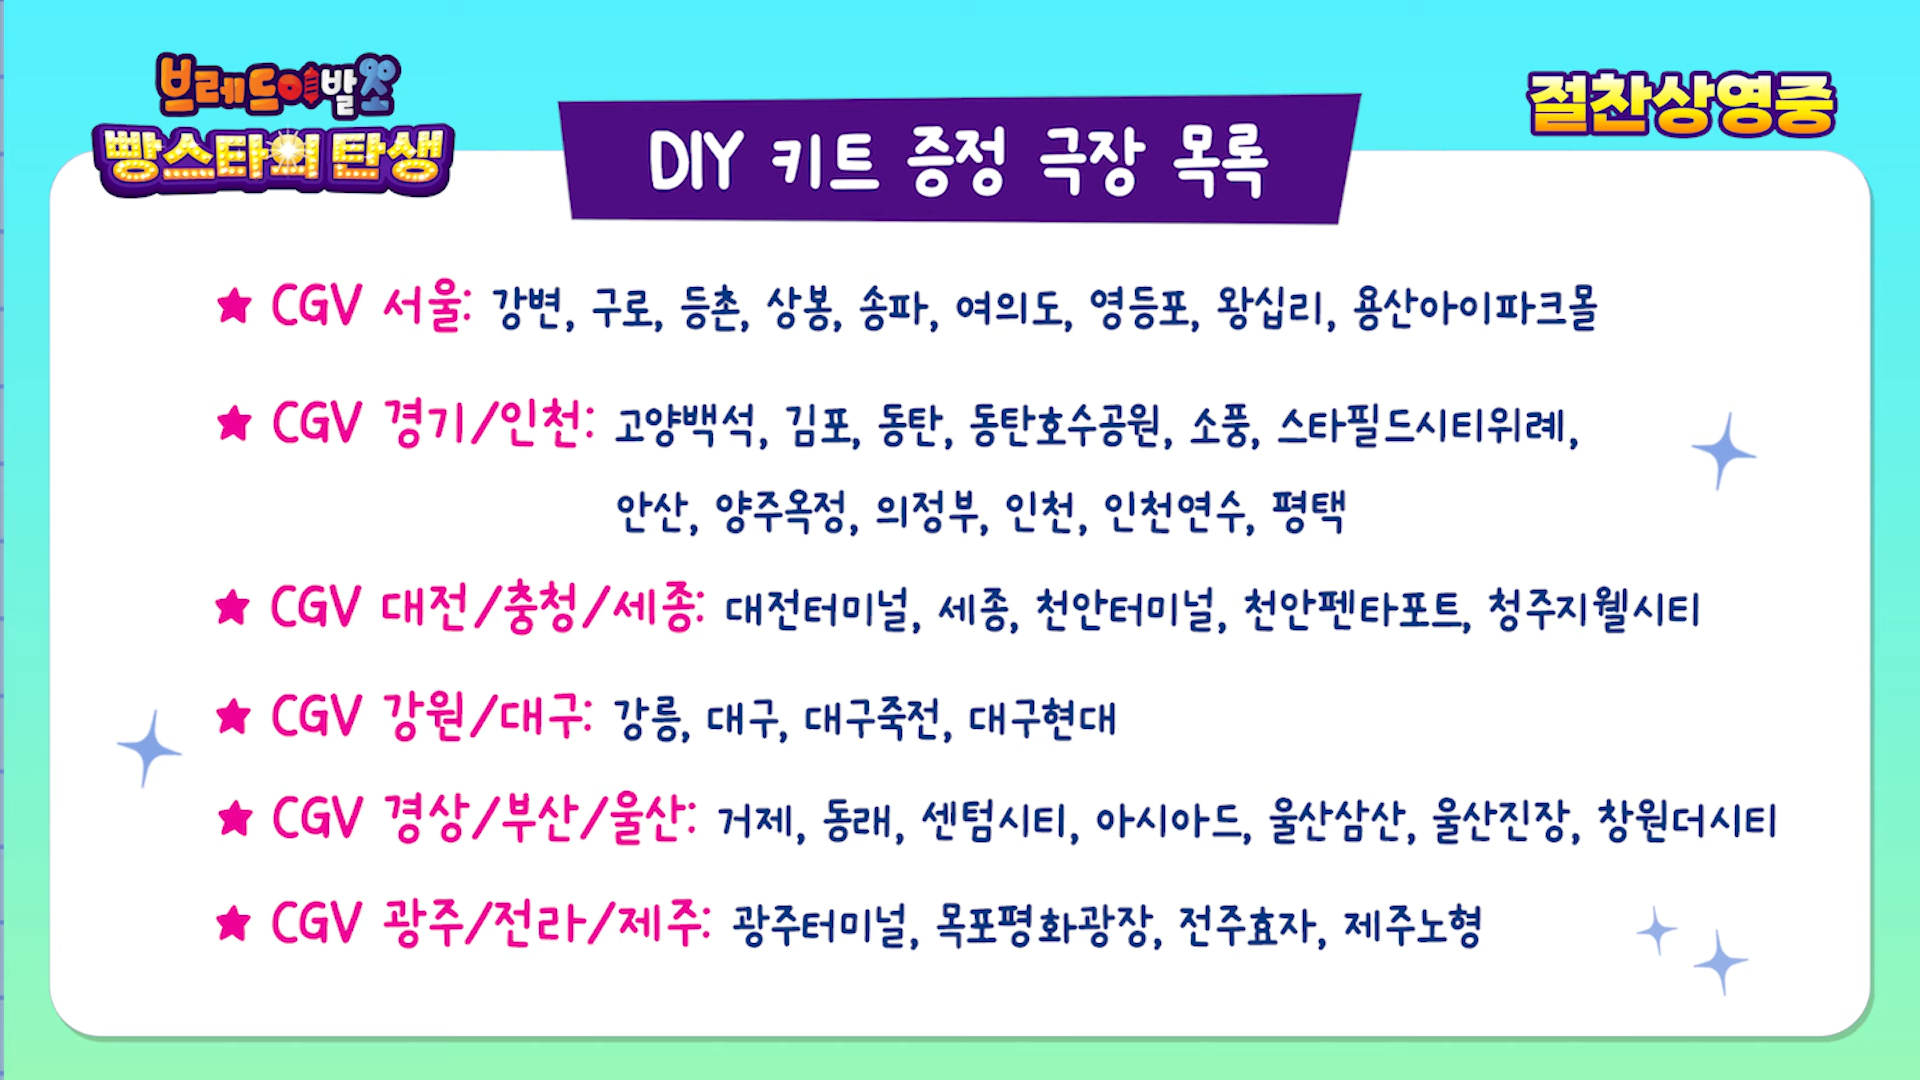 브레드이발소
빵스타의 탄생
절찬상영중
DIY 키트 증정 극장 목록
★ CGV 서울: 강변, 구로, 등촌, 상봉, 송파, 여의도, 영등포, 왕십리, 용산아이파크몰
★ CGV 경기/인천: 고양백석, 김포, 동탄, 동탄호수공원, 소풍, 스타필드시티위례,
안산, 양주옥정, 의정부, 인천, 인천연수, 평택
★ CGV 대전/충청/세종: 대전터미널, 세종, 천안터미널, 천안펜타포트, 청주지웰시티
★ CGV 강원/대구: 강릉, 대구, 대구죽전, 대구현대
★ CGV 경상/부산/울산: 거제, 동래, 센텀시티, 아시아드, 울산삼산, 울산진장, 창원더시티
★ CGV 광주/전라/제주: 광주터미널, 목포평화광장, 전주효자, 제주노형